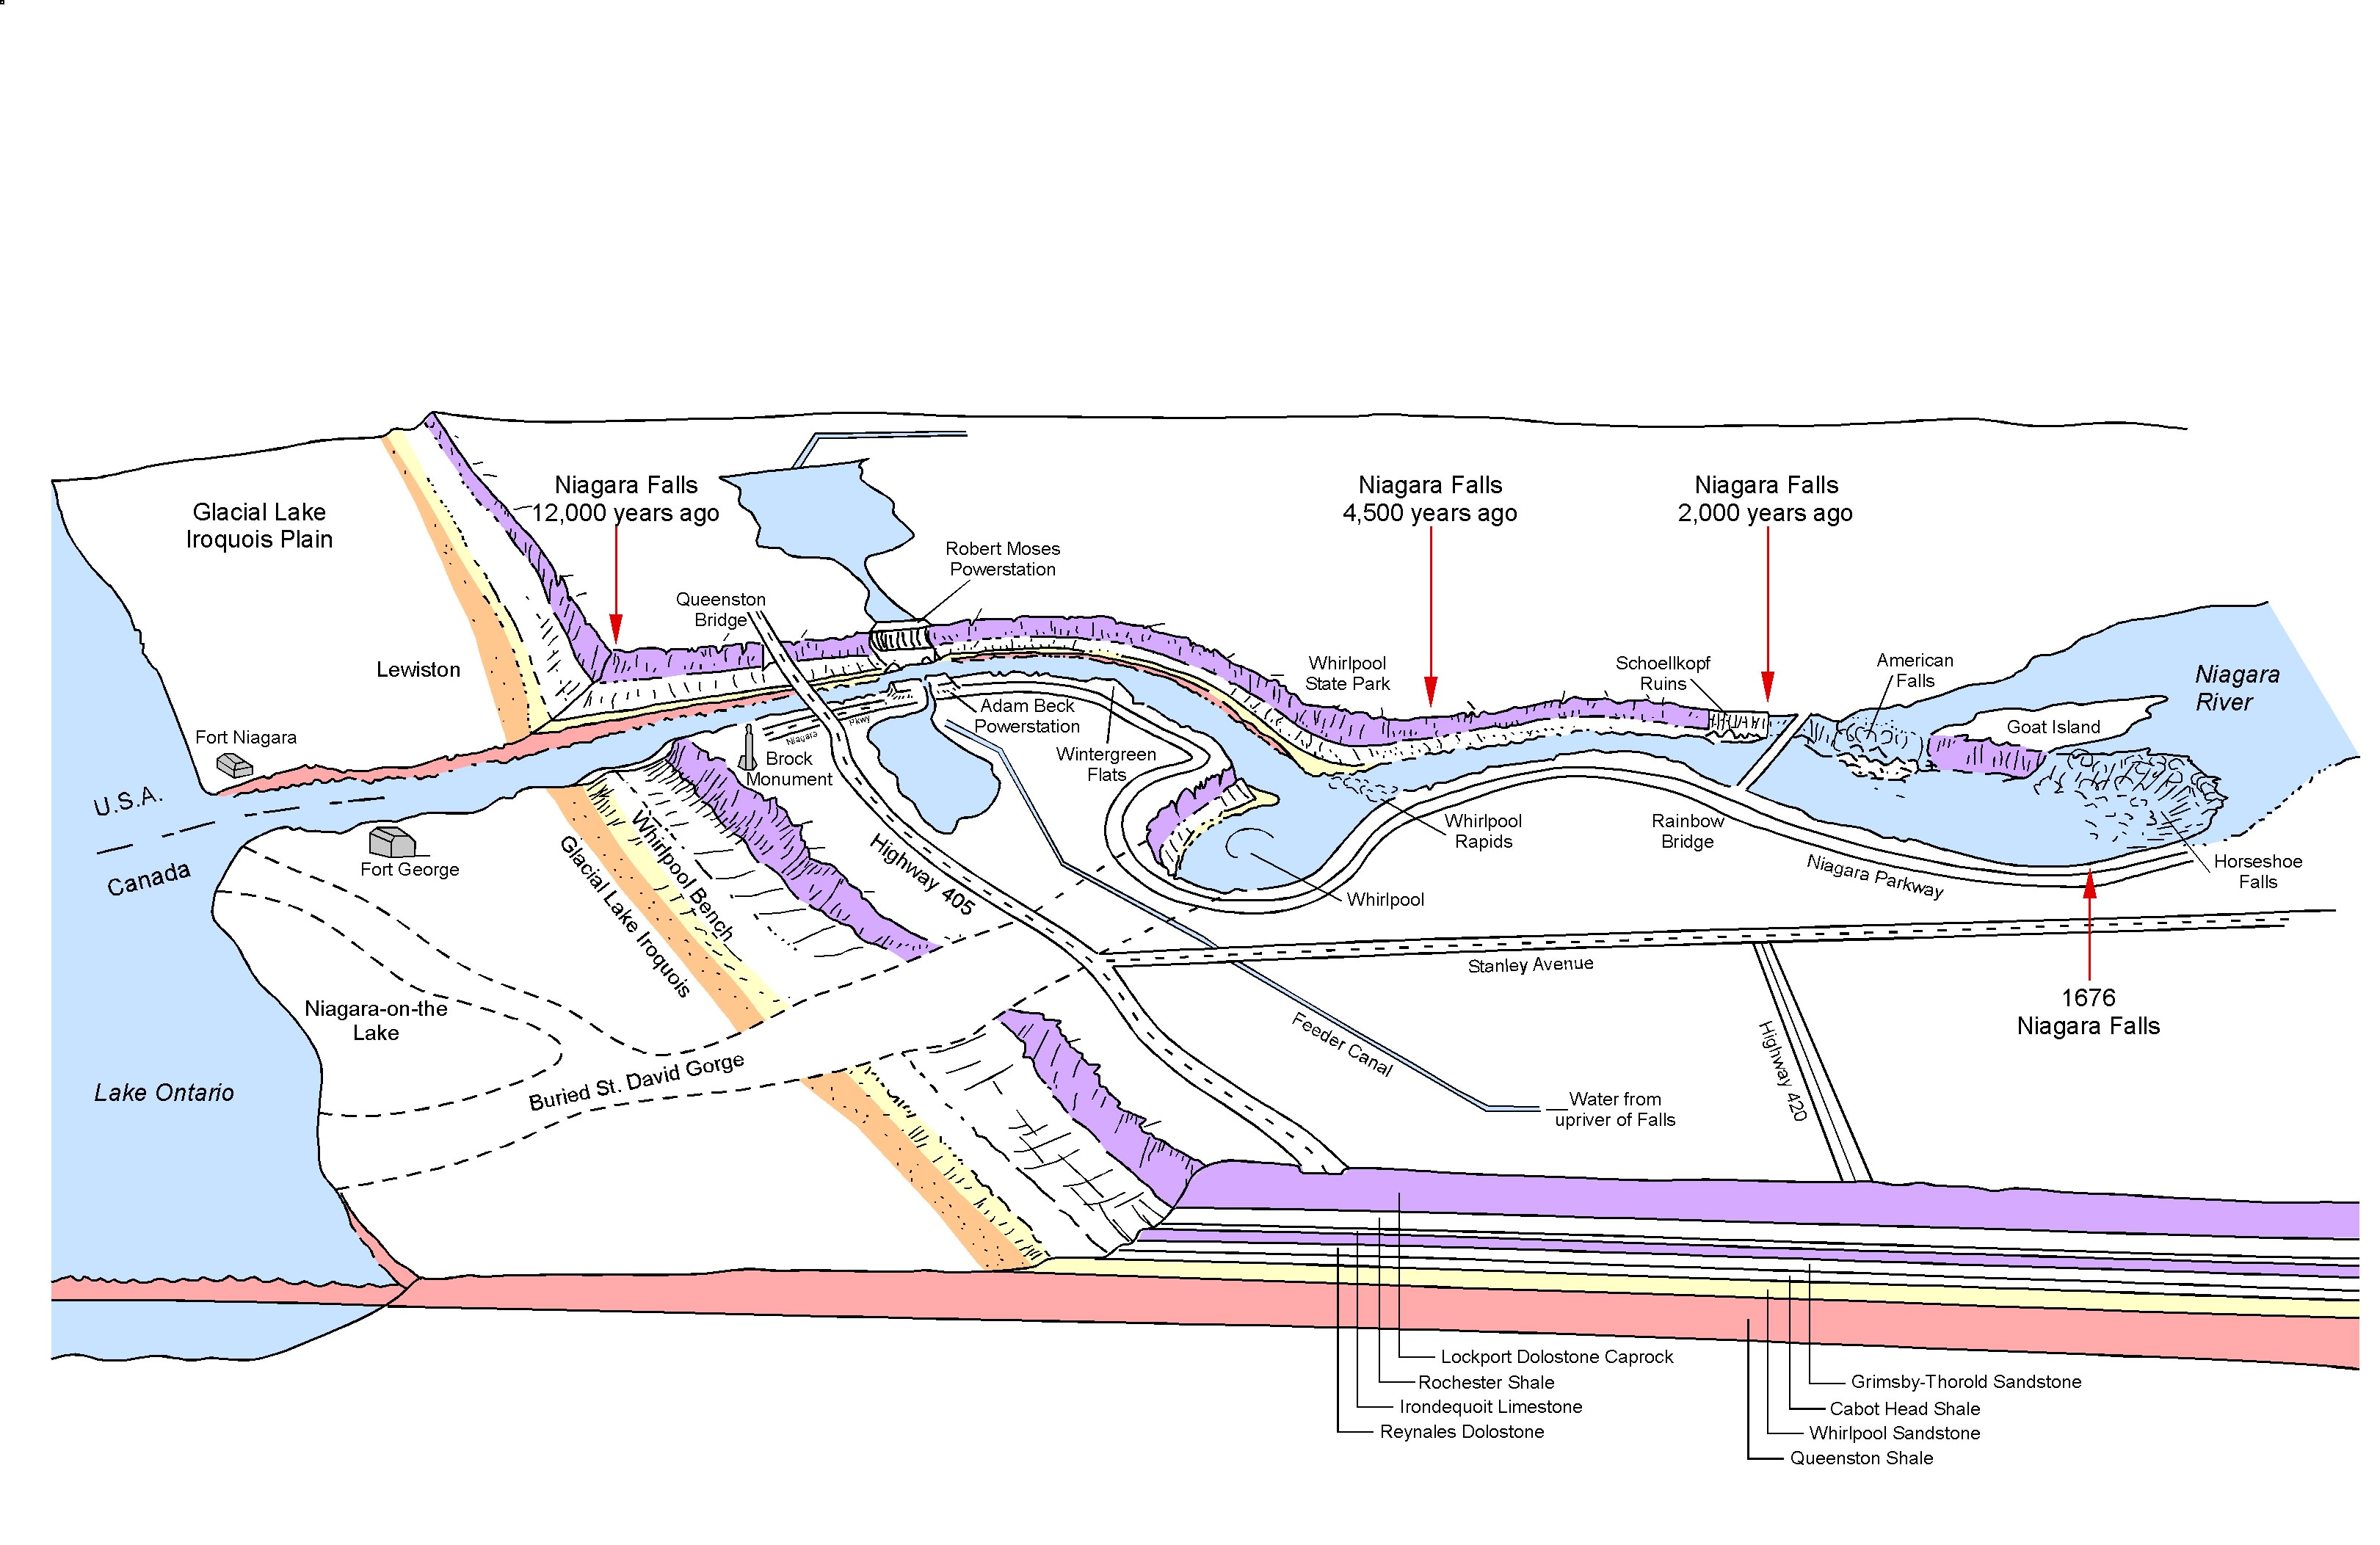 Glacial Lake
Iroquois Plain
Niagara Falls
12,000 years ago
Niagara Falls
4,500 years ago
Niagara Falls
2,000 years ago
Robert Moses
Powerstation
Queenston
Bridge
Lewiston
Whirlpool
State Park
Schoellkopf
Ruins
American
Falls
Niagara
River
Goat Island
Fort Niagara
Adam Beck
Powerstation
Niagara
Pkwy
Brock
Monument
Wintergreen
Flats
U.S.A.
Canada
Fort George
Whirlpool
Rapids
Rainbow
Bridge
Niagara Parkway
Horseshoe
Falls
Whirlpool
Highway 405
Whirlpool Bench
Glacial Lake Iroquois
Stanley Avenue
Niagara-on-the
Lake
1676
Niagara Falls
Feeder Canal
Highway 420
Lake Ontario
Buried St. David Gorge
Water from
upriver of Falls
Lockport Dolostone Caprock
Rochester Shale
Irondequoit Limestone
Reynales Dolostone
Grimsby-Thorold Sandstone
Cabot Head Shale
Whirlpool Sandstone
Queenston Shale